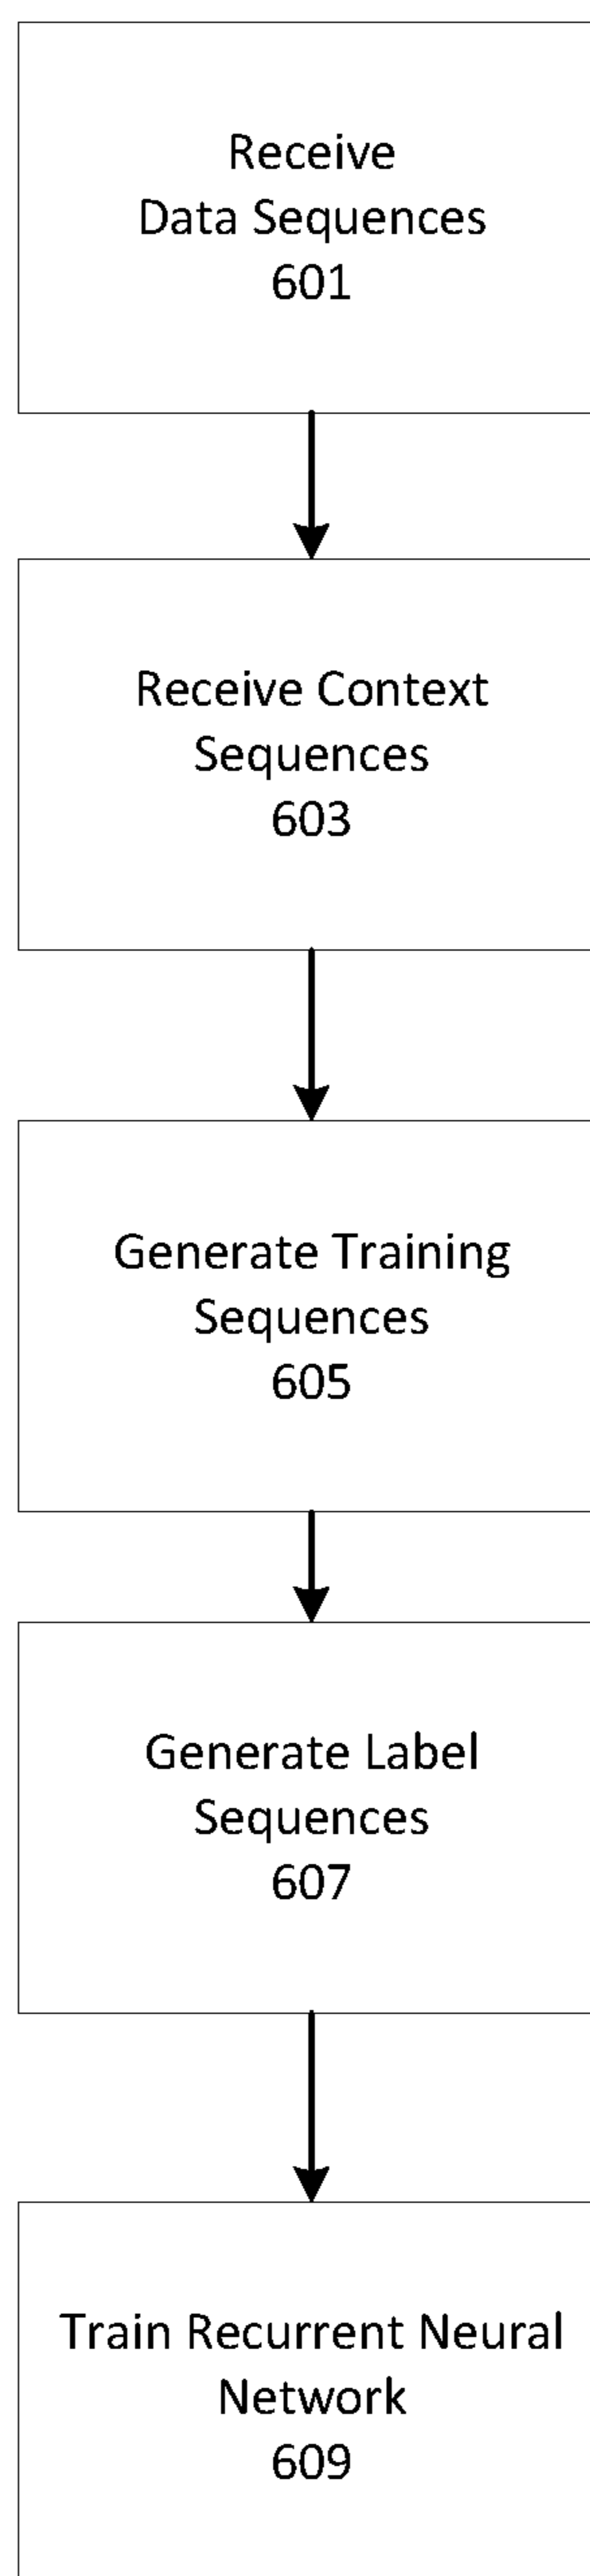 Receive
Data Sequences
601
Receive Context
Sequences
603
Generate Training
Sequences
605
Generate Label
Sequences
607
Train Recurrent Neural
Network
609